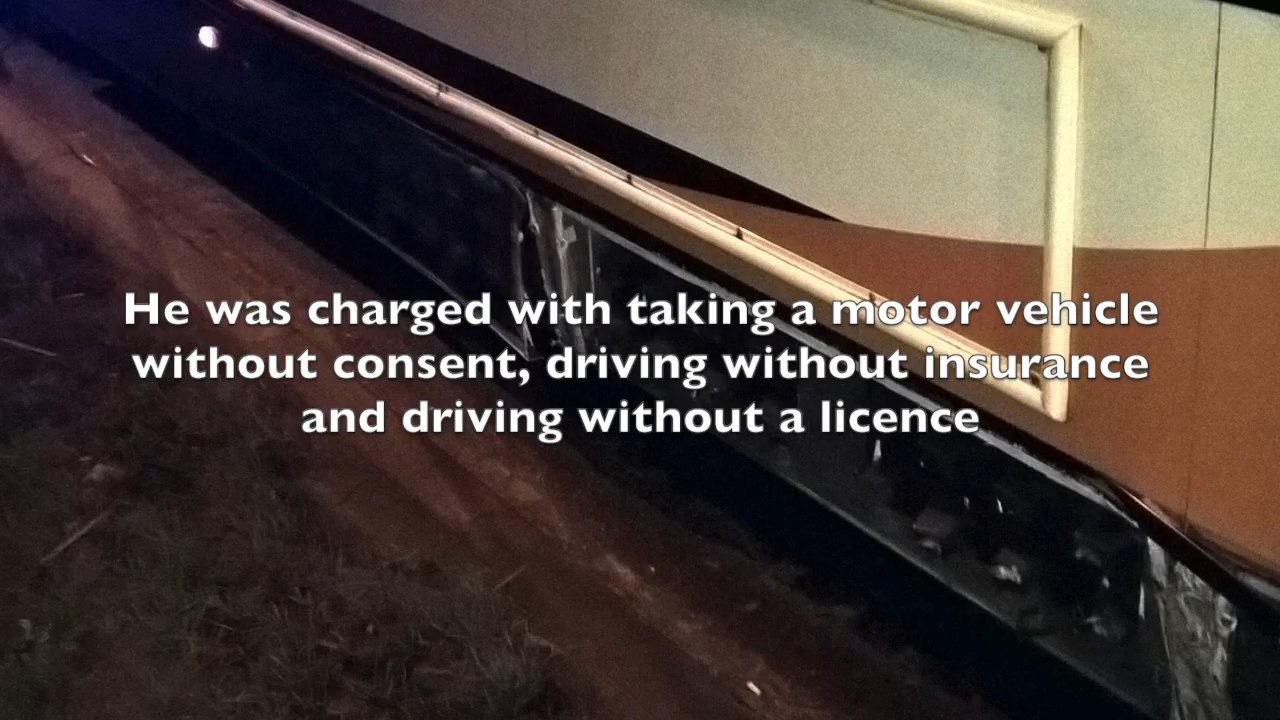 He was charged with taking a motor vehicle
without consent, driving without insurance
and driving without a licence